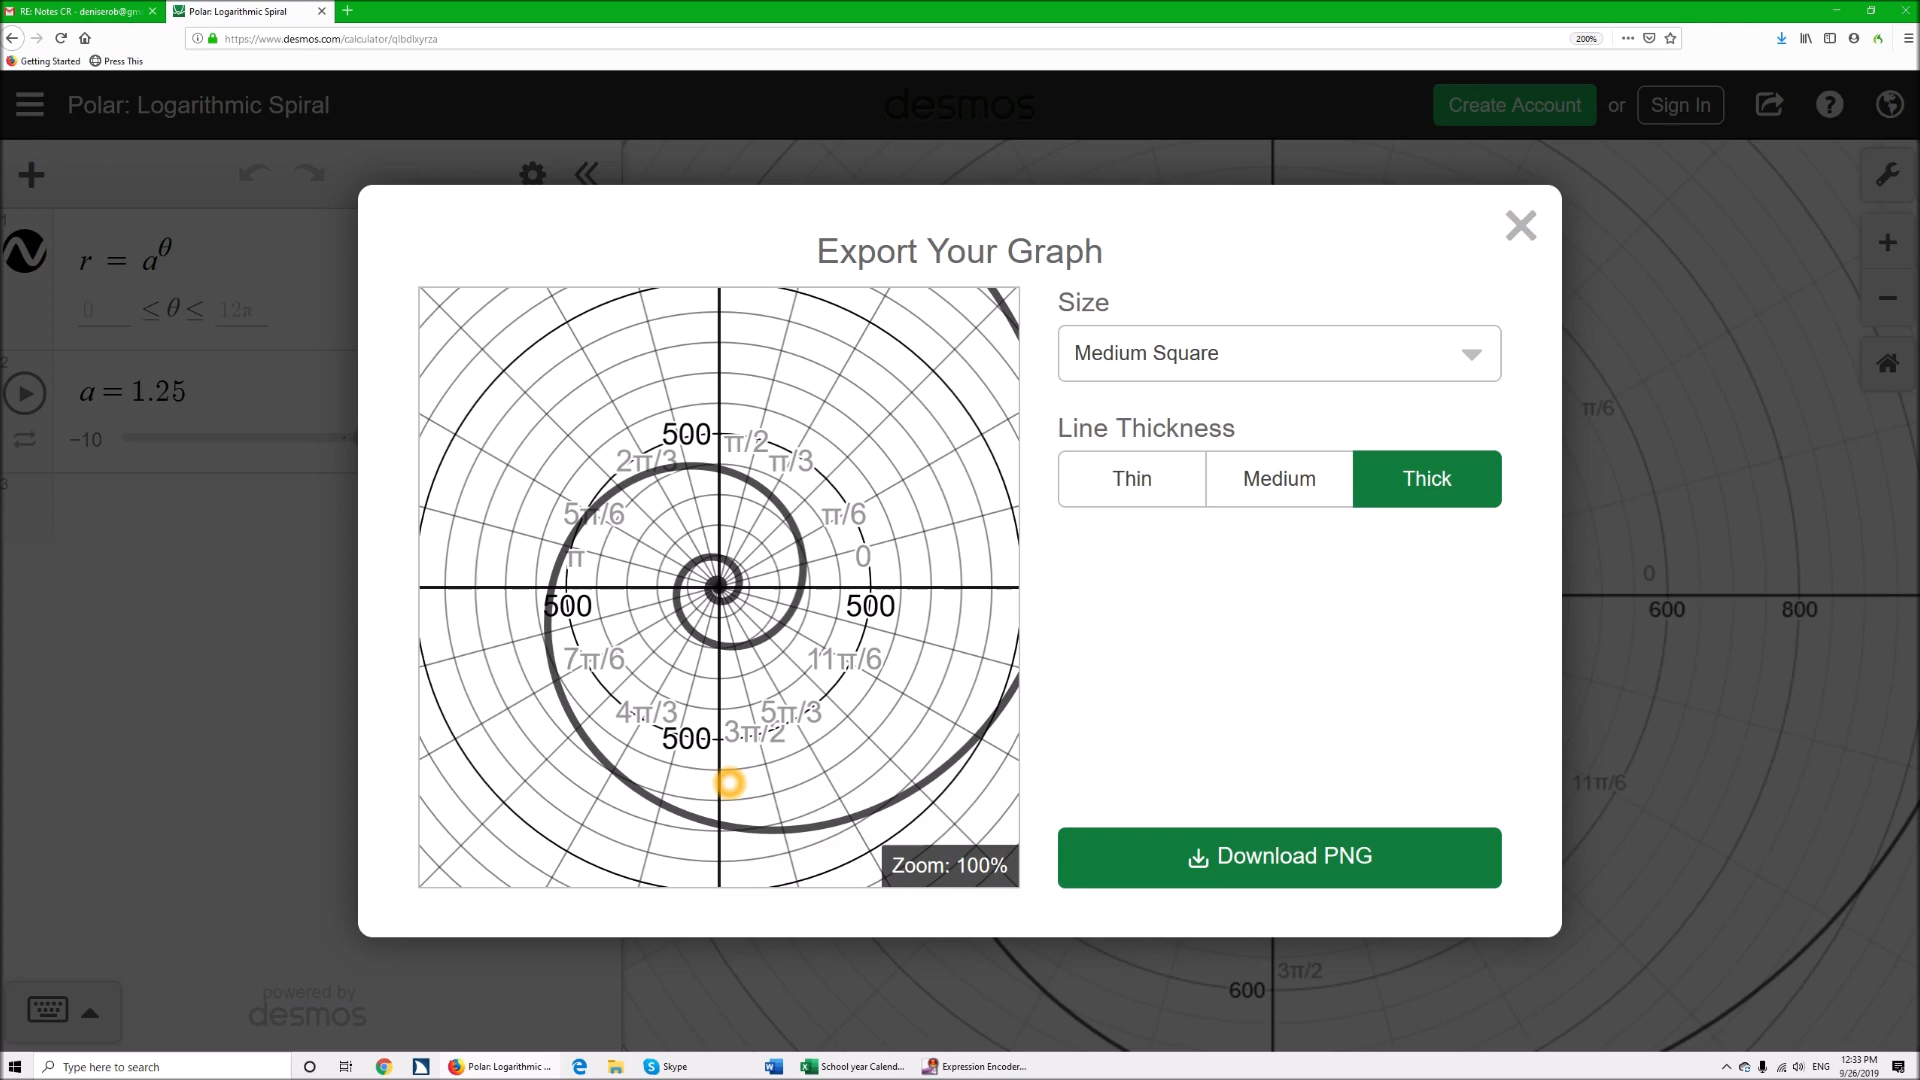 RE: Notes CR - deniserob@gm
Polar: Logarithmic Spiral
https://www.desmos.com/calculator/qlbdlxyrza
200%
Getting Started
Press This
Polar: Logarithmic Spiral
desmos
Create Account
or
Sign In
Export Your Graph
1
r = a^θ
0 ≤ θ ≤ 12π
2
a = 1.25
-10
3
Size
Medium Square
Line Thickness
Thin
Medium
Thick
500
π/2
2π/3
π/3
5π/6
π/6
π
0
500
500
7π/6
11π/6
4π/3
5π/3
500
3π/2
Zoom: 100%
Download PNG
π/6
0
600
800
11π/6
3π/2
600
powered by
desmos
Type here to search
Polar: Logarithmic ...
Skype
School year Calend...
Expression Encoder...
ENG
12:33 PM
9/26/2019